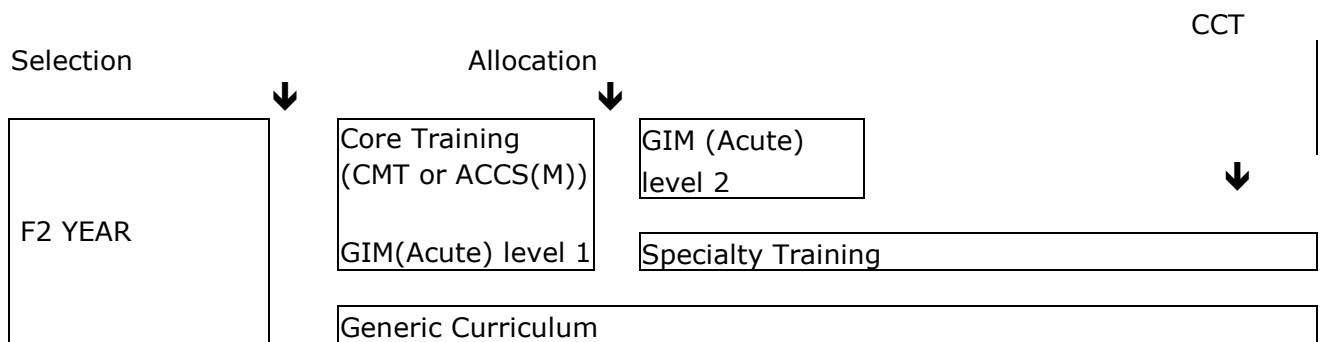 CCT
Selection
Allocation
Core Training
(CMT or ACCS(M))
GIM(Acute) level 1
GIM (Acute)
level 2
F2 YEAR
Specialty Training
Generic Curriculum